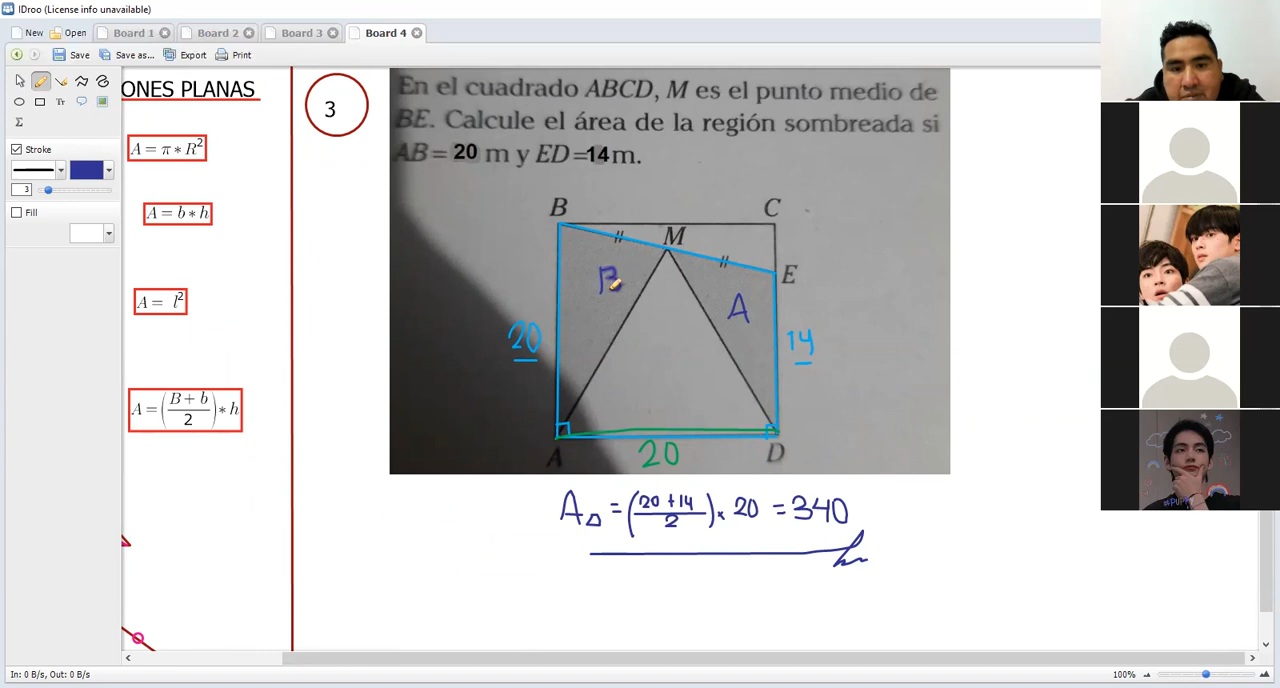 IDroo (License info unavailable)
New Open Board 1 Board 2 Board 3 Board 4
Save Save as... Export Print
Tr
Σ
Stroke
3
Fill
ONES PLANAS
A = π * R²
A = b * h
A = l²
A = (B + b / 2) * h
3
En el cuadrado ABCD, M es el punto medio de
BE. Calcule el área de la región sombreada si
AB = 20 m y ED = 14 m.
B C
M
E
B
A
20
14
A 20 D
A△ = (20 + 14 / 2) × 20 = 340
In: 0 B/s, Out: 0 B/s
100%